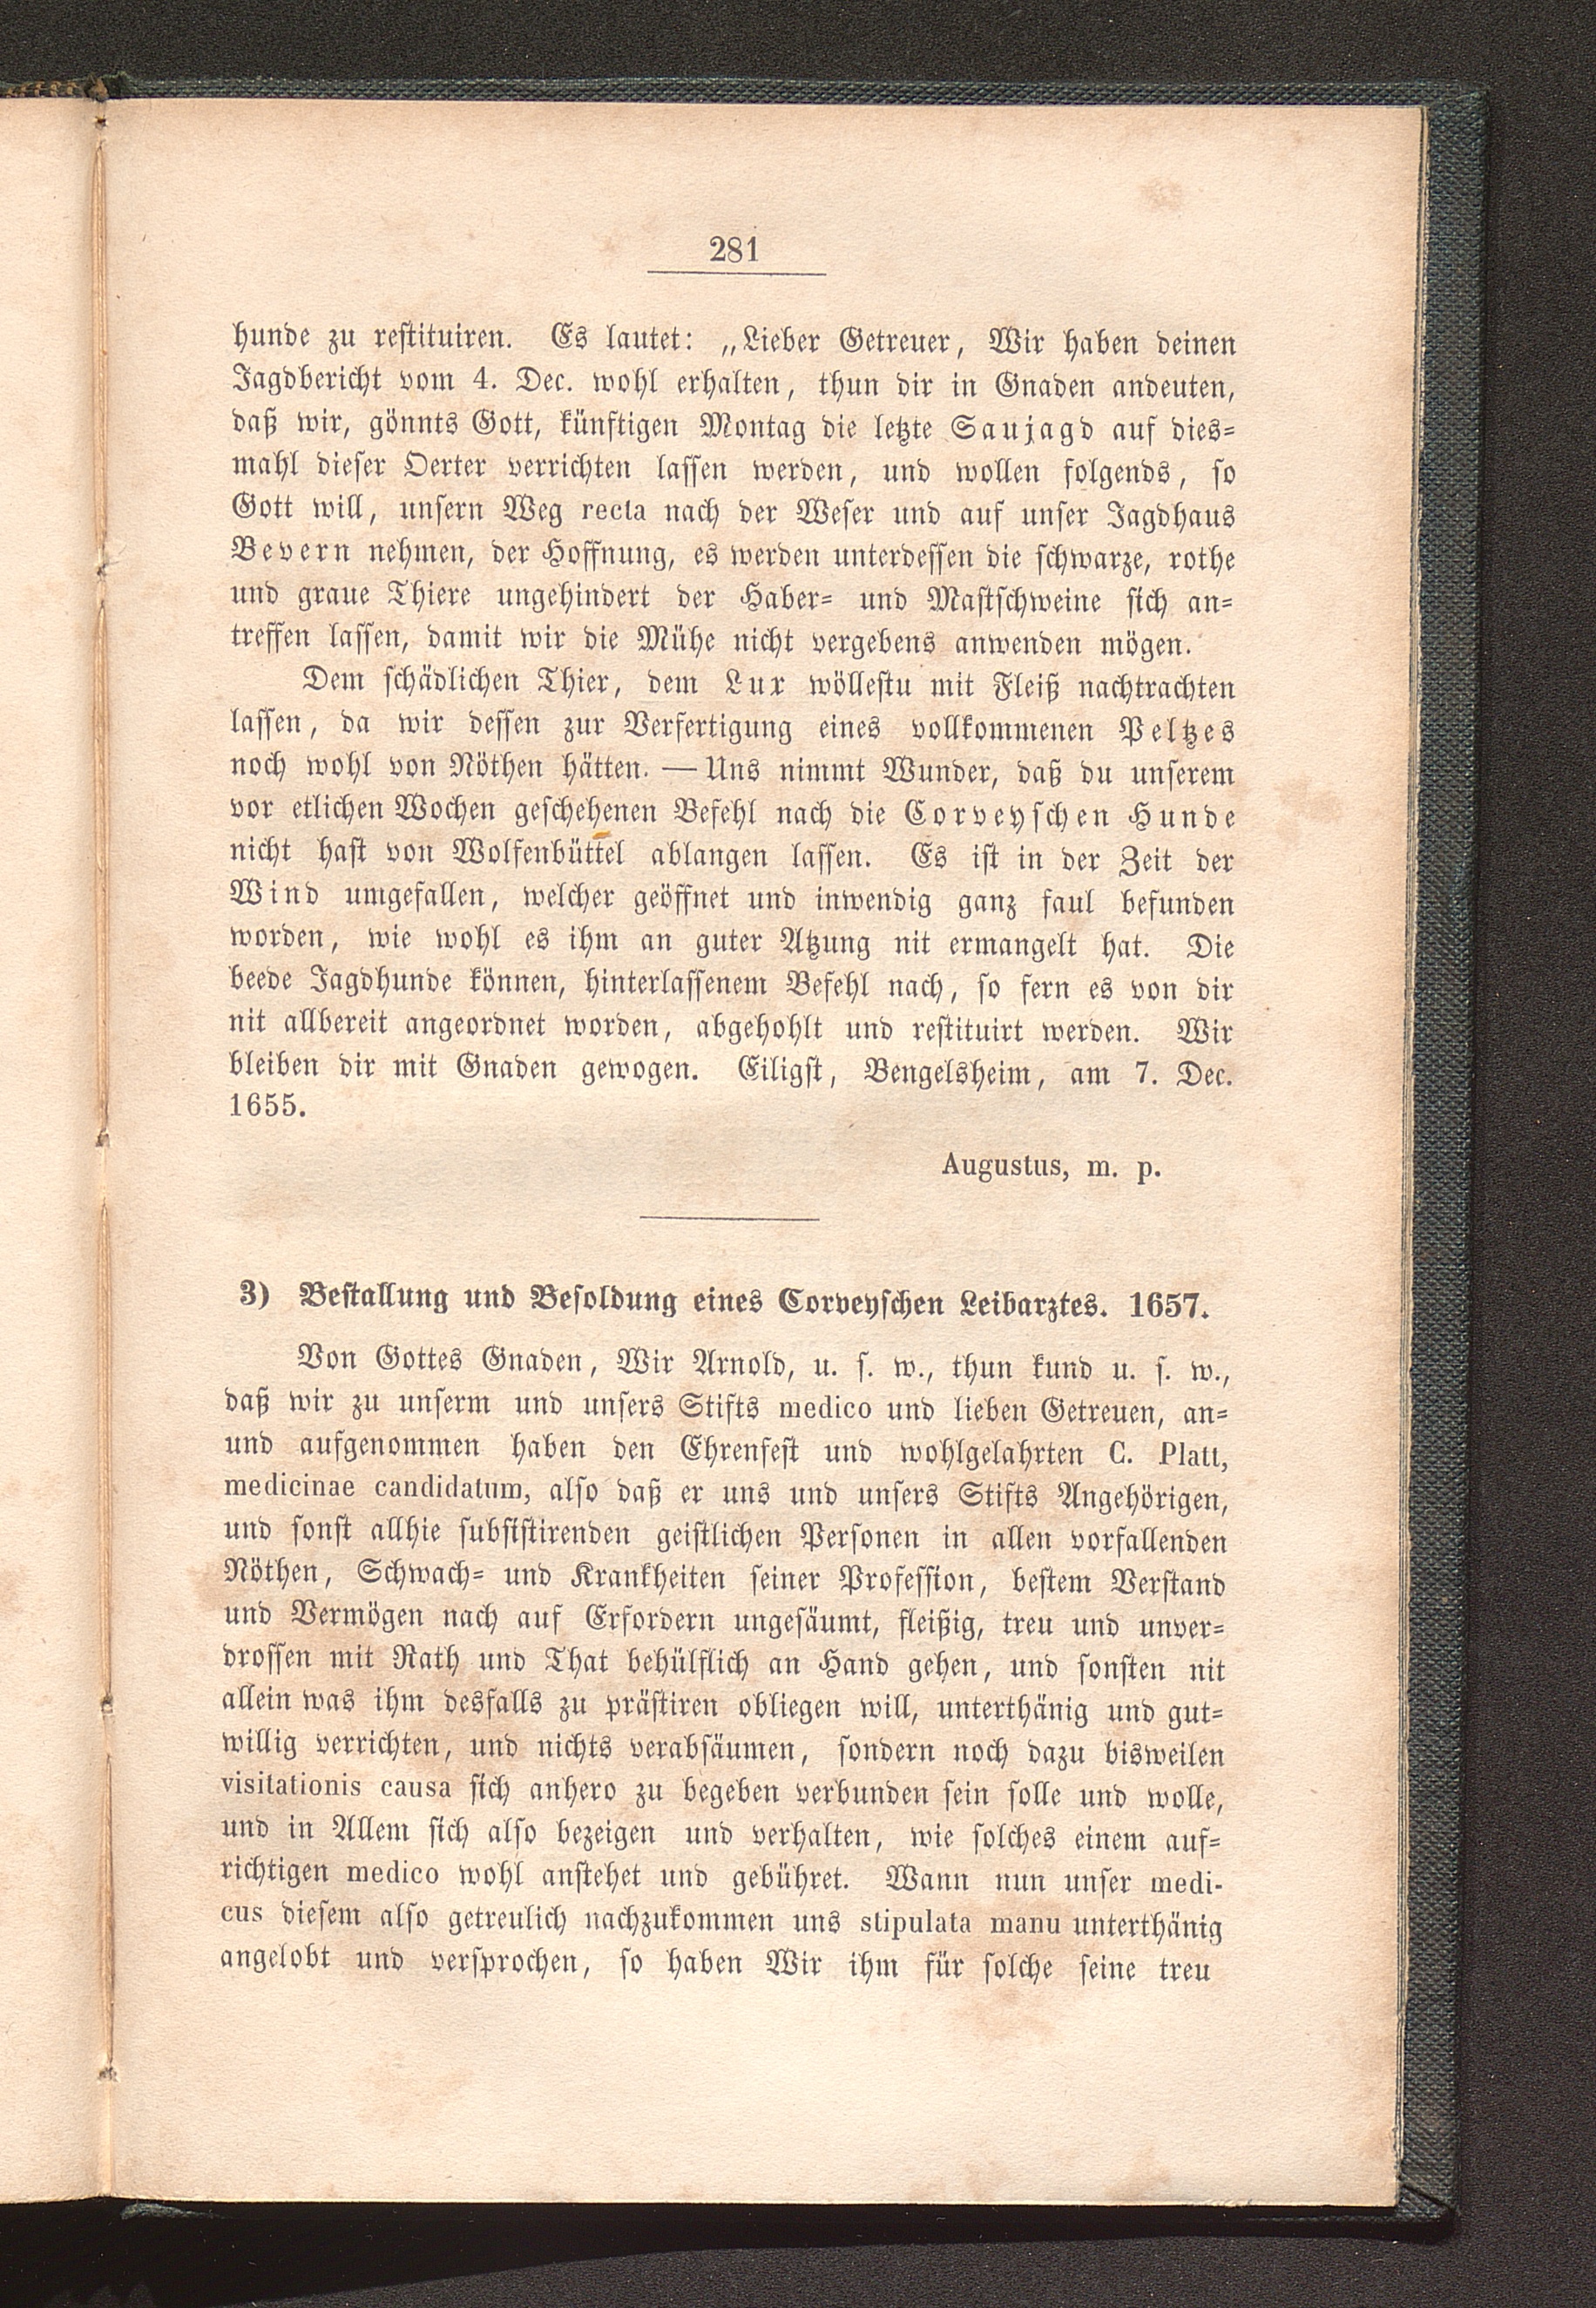 281
hunde zu restituiren. Es lautet: „Lieber Getreuer, Wir haben deinen
Jagdbericht vom 4. Dec. wohl erhalten, thun dir in Gnaden andeuten,
daß wir, gönnts Gott, künftigen Montag die letzte Saujagd auf dies-
mahl dieser Oerter verrichten lassen werden, und wollen folgends, so
Gott will, unsern Weg recta nach der Weser und auf unser Jagdhaus
Bevern nehmen, der Hoffnung, es werden unterdessen die schwarze, rothe
und graue Thiere ungehindert der Haber- und Mastschweine sich an-
treffen lassen, damit wir die Mühe nicht vergebens anwenden mögen.
Dem schädlichen Thier, dem Lux wöllestu mit Fleiß nachtrachten
lassen, da wir dessen zur Verfertigung eines vollkommenen Peltzes
noch wohl von Nöthen hätten. — Uns nimmt Wunder, daß du unserem
vor etlichen Wochen geschehenen Befehl nach die Corveyschen Hunde
nicht hast von Wolfenbüttel ablangen lassen. Es ist in der Zeit der
Wind umgefallen, welcher geöffnet und inwendig ganz faul befunden
worden, wie wohl es ihm an guter Atzung nit ermangelt hat. Die
beede Jagdhunde können, hinterlassenem Befehl nach, so fern es von dir
nit allbereit angeordnet worden, abgehohlt und restituirt werden. Wir
bleiben dir mit Gnaden gewogen. Eiligst, Bengelsheim, am 7. Dec.
1655.
Augustus, m. p.
3) Bestallung und Besoldung eines Corveyschen Leibarztes. 1657.
Von Gottes Gnaden, Wir Arnold, u. s. w., thun kund u. s. w.,
daß wir zu unserm und unsers Stifts medico und lieben Getreuen, an-
und aufgenommen haben den Ehrenfest und wohlgelahrten C. Platt,
medicinae candidatum, also daß er uns und unsers Stifts Angehörigen,
und sonst allhie subsistirenden geistlichen Personen in allen vorfallenden
Nöthen, Schwach- und Krankheiten seiner Profession, bestem Verstand
und Vermögen nach auf Erfordern ungesäumt, fleißig, treu und unver-
drossen mit Rath und That behülflich an Hand gehen, und sonsten nit
allein was ihm desfalls zu prästiren obliegen will, unterthänig und gut-
willig verrichten, und nichts verabsäumen, sondern noch dazu bisweilen
visitationis causa sich anhero zu begeben verbunden sein solle und wolle,
und in Allem sich also bezeigen und verhalten, wie solches einem auf-
richtigen medico wohl anstehet und gebühret. Wann nun unser medi-
cus diesem also getreulich nachzukommen uns stipulata manu unterthänig
angelobt und versprochen, so haben Wir ihm für solche seine treu